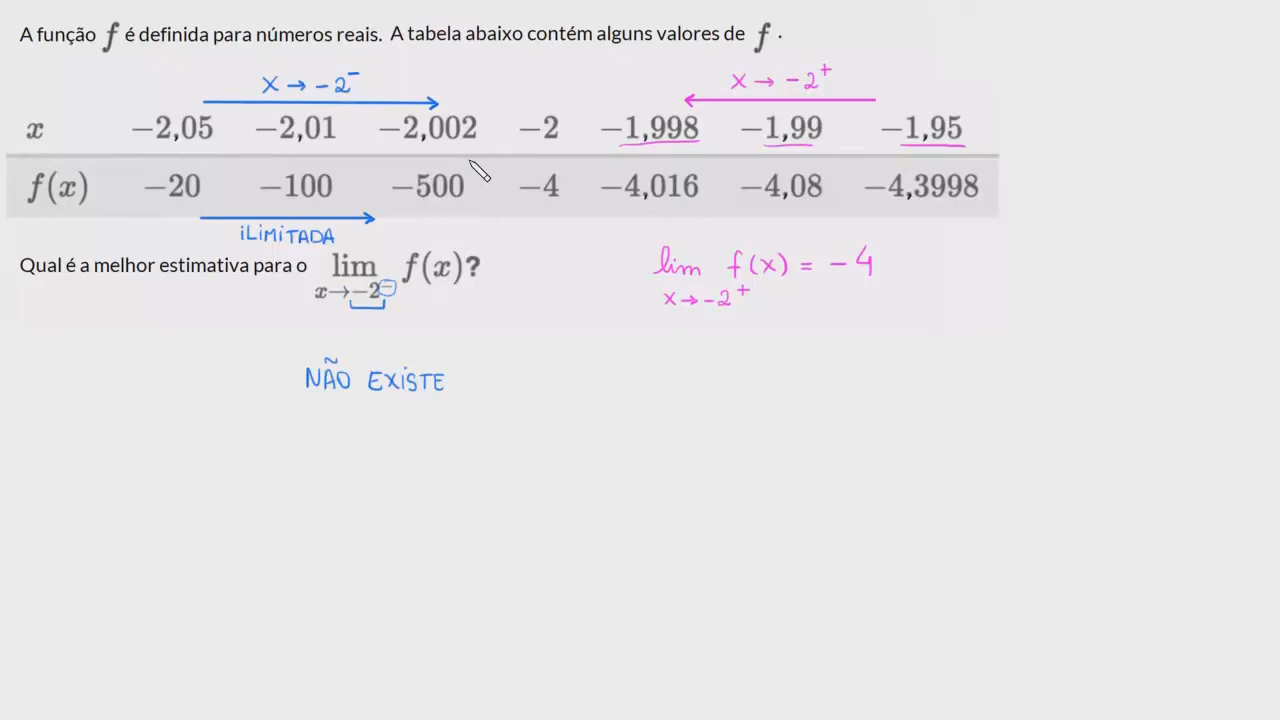 A função f é definida para números reais. A tabela abaixo contém alguns valores de f.
x → -2⁻ x → -2⁺
x −2,05 −2,01 −2,002 −2 −1,998 −1,99 −1,95
f(x) −20 −100 −500 −4 −4,016 −4,08 −4,3998
iLiMiTADA
Qual é a melhor estimativa para o lim f(x)? lim f(x) = -4
x→−2⁻ x→-2⁺
NÃO EXiSTE